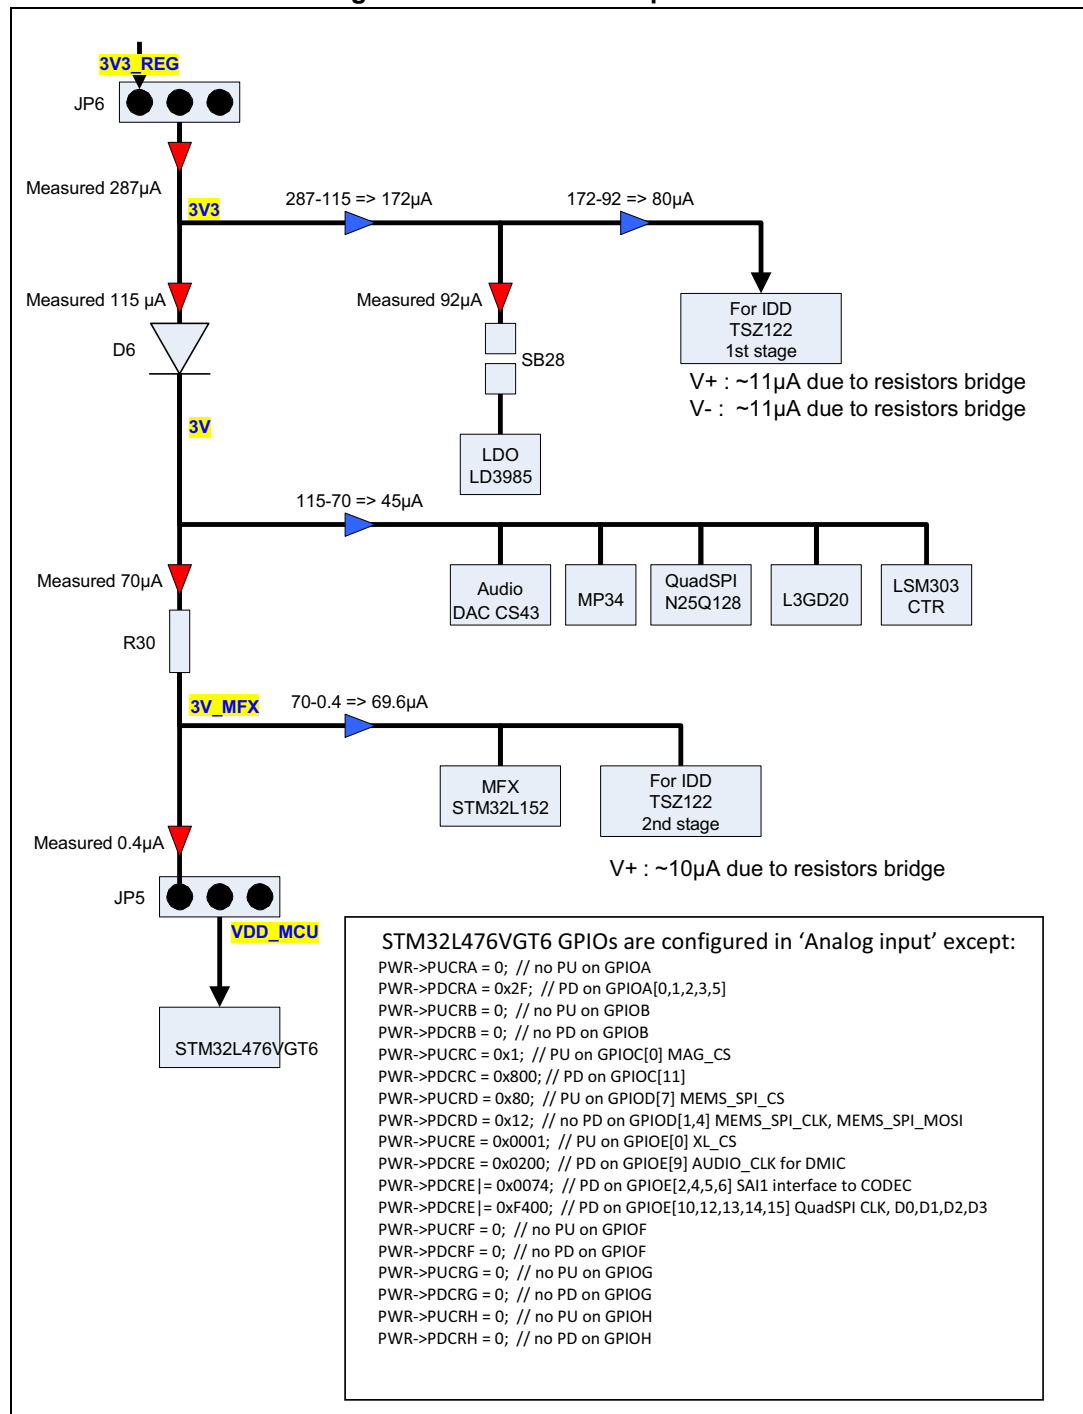 3V3_REG
JP6
Measured 287µA
3V3
287-115 => 172µA
172-92 => 80µA
Measured 115 µA
Measured 92µA
For IDD
TSZ122
1st stage
D6
SB28
V+ : ~11µA due to resistors bridge
V- : ~11µA due to resistors bridge
3V
LDO
LD3985
115-70 => 45µA
Measured 70µA
Audio
DAC CS43
MP34
QuadSPI
N25Q128
L3GD20
LSM303
CTR
R30
3V_MFX
70-0.4 => 69.6µA
MFX
STM32L152
For IDD
TSZ122
2nd stage
Measured 0.4µA
V+ : ~10µA due to resistors bridge
JP5
VDD_MCU
STM32L476VGT6
STM32L476VGT6 GPIOs are configured in ‘Analog input’ except:
PWR->PUCRA = 0; // no PU on GPIOA
PWR->PDCRA = 0x2F; // PD on GPIOA[0,1,2,3,5]
PWR->PUCRB = 0; // no PU on GPIOB
PWR->PDCRB = 0; // no PD on GPIOB
PWR->PUCRC = 0x1; // PU on GPIOC[0] MAG_CS
PWR->PDCRC = 0x800; // PD on GPIOC[11]
PWR->PUCRD = 0x80; // PU on GPIOD[7] MEMS_SPI_CS
PWR->PDCRD = 0x12; // no PD on GPIOD[1,4] MEMS_SPI_CLK, MEMS_SPI_MOSI
PWR->PUCRE = 0x0001; // PU on GPIOE[0] XL_CS
PWR->PDCRE = 0x0200; // PD on GPIOE[9] AUDIO_CLK for DMIC
PWR->PDCRE|= 0x0074; // PD on GPIOE[2,4,5,6] SAI1 interface to CODEC
PWR->PDCRE|= 0xF400; // PD on GPIOE[10,12,13,14,15] QuadSPI CLK, D0,D1,D2,D3
PWR->PUCRF = 0; // no PU on GPIOF
PWR->PDCRF = 0; // no PD on GPIOF
PWR->PUCRG = 0; // no PU on GPIOG
PWR->PDCRG = 0; // no PD on GPIOG
PWR->PUCRH = 0; // no PU on GPIOH
PWR->PDCRH = 0; // no PD on GPIOH